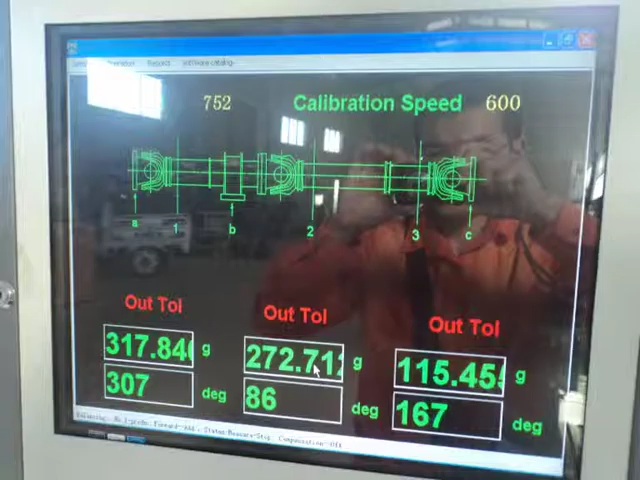 Reports
752 Calibration Speed 600
a 1 b 2 3 c
Out Tol Out Tol Out Tol
317.84 g 272.71 g 115.45 g
307 deg 86 deg 167 deg